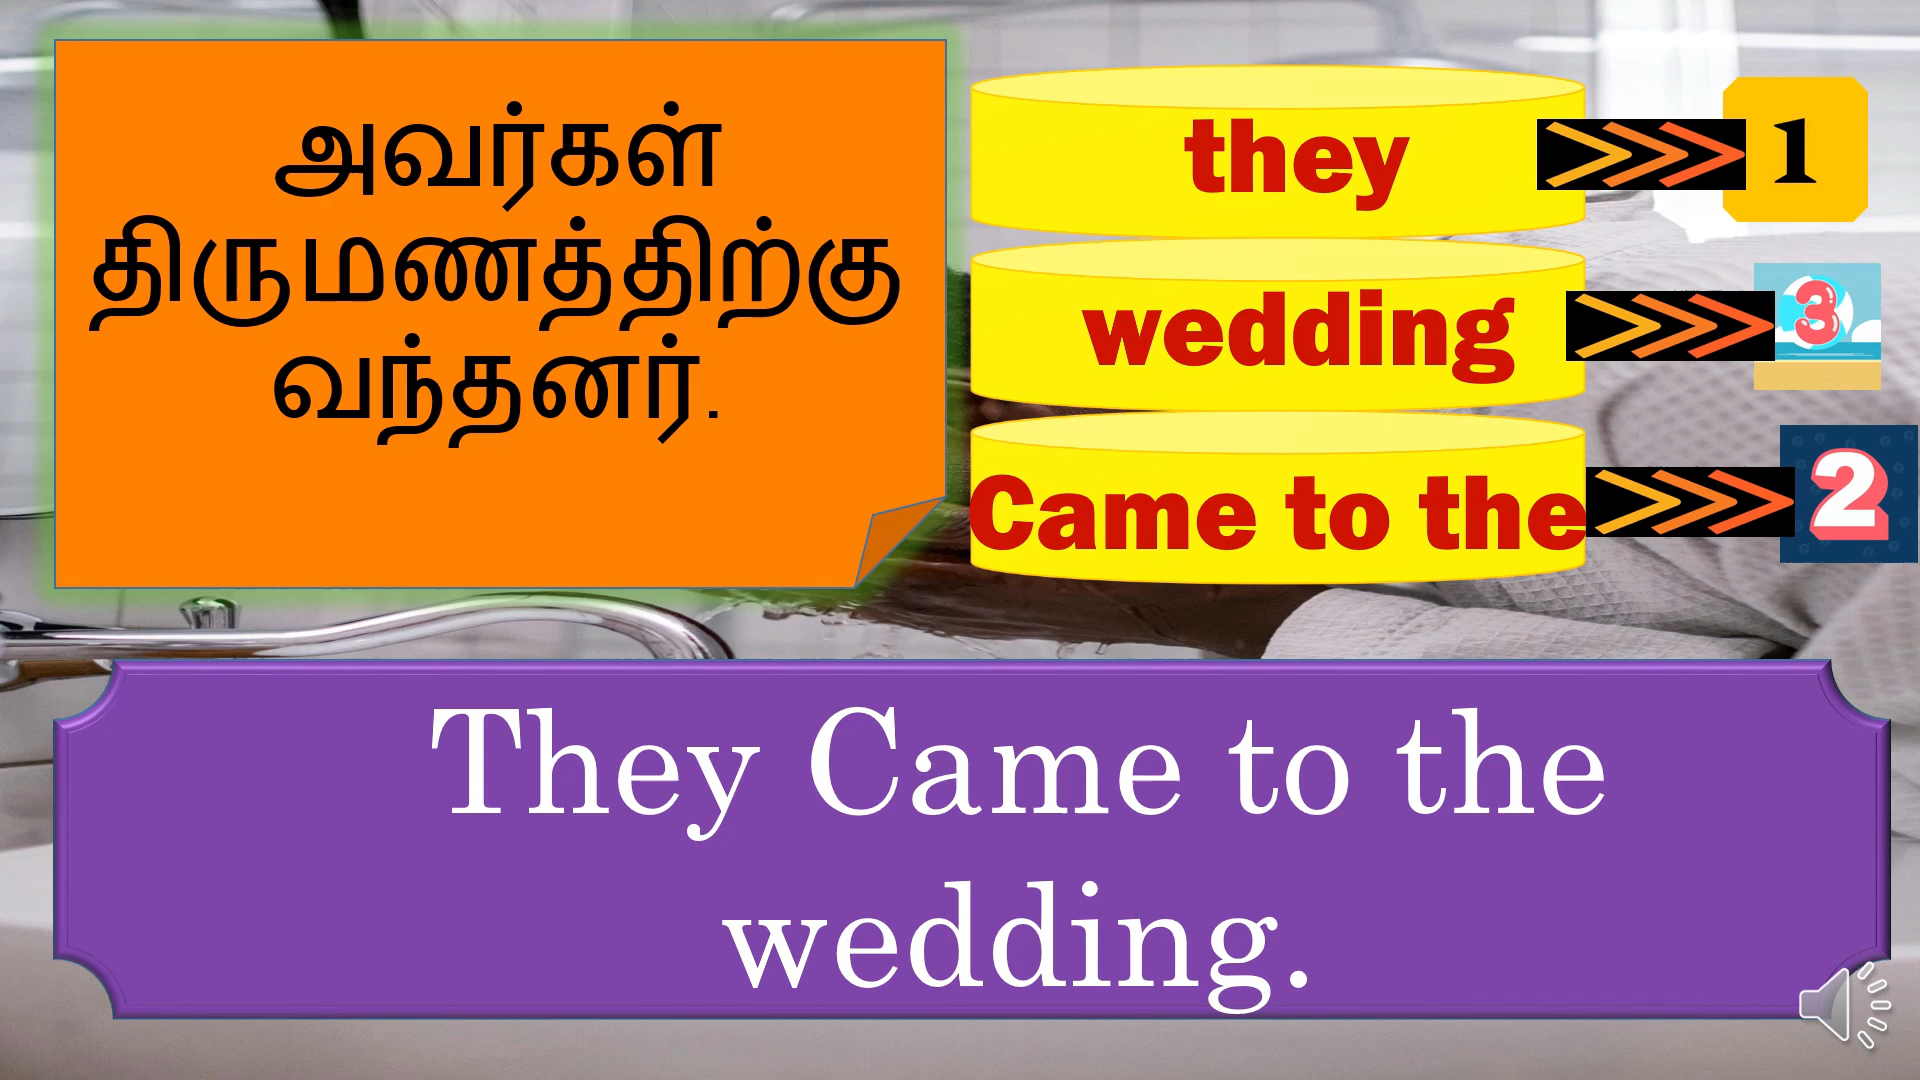 அவர்கள்
திருமணத்திற்கு
வந்தனர்.
they
1
wedding
3
Came to the
2
They Came to the
wedding.